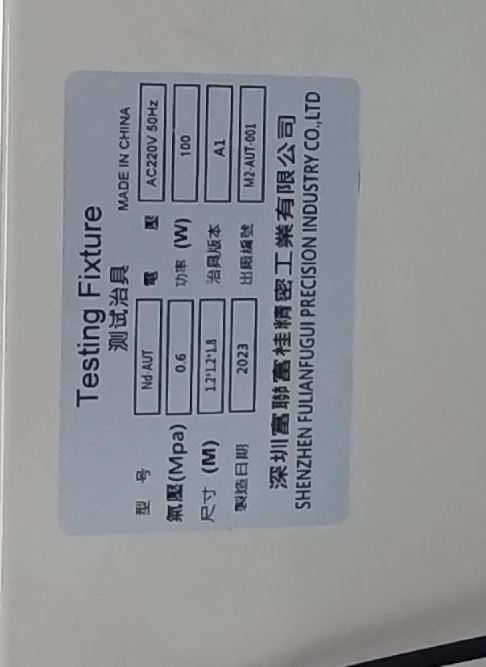 Testing Fixture
测试治具
MADE IN CHINA
型 号 Nd-AUT 電 壓 AC220V 50Hz
氣壓(Mpa) 0.6 功率 (W) 100
尺寸 (M) 1.2*1.2*1.8 治具版本 A1
製造日期 2023 出廠編號 M2-AUT-001
深圳富聯富桂精密工業有限公司
SHENZHEN FULIANFUGUI PRECISION INDUSTRY CO.,LTD